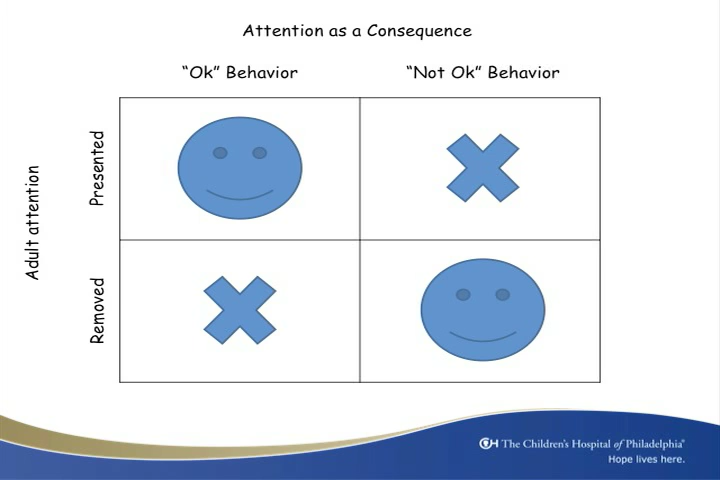 Attention as a Consequence
“Ok” Behavior
“Not Ok” Behavior
Adult attention
Presented
Removed
CH The Children's Hospital of Philadelphia®
Hope lives here.